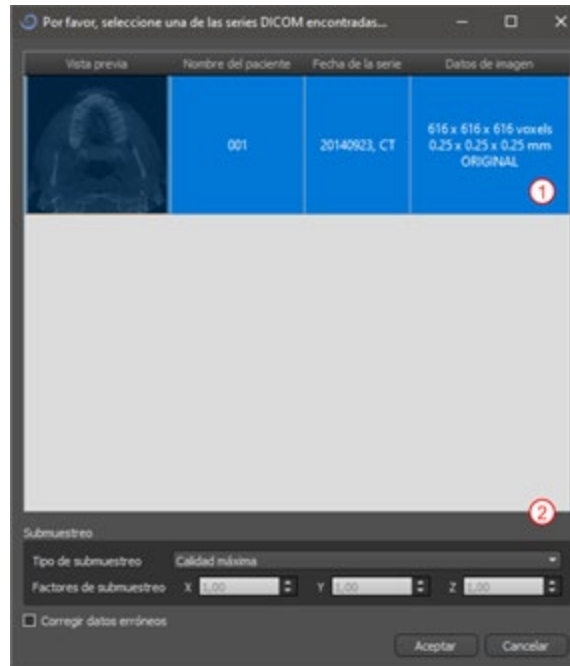 Por favor, seleccione una de las series DICOM encontradas...
Vista previa Nombre del paciente Fecha de la serie Datos de imagen
616 x 616 x 616 voxels
001 20140923, CT 0.25 x 0.25 x 0.25 mm
ORIGINAL
1
2
Submuestreo
Tipo de submuestreo Calidad máxima
Factores de submuestreo X 1,00 Y 1,00 Z 1,00
Corregir datos erróneos
Aceptar Cancelar